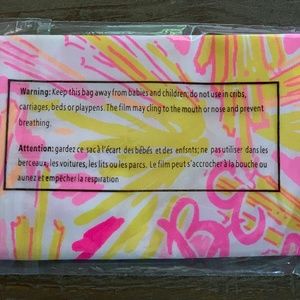 Warning: Keep this bag away from babies and children, do not use in cribs,
carriages, beds or playpens. The film may cling to the mouth or nose and prevent
breathing.
Attention: gardez ce sac à l'écart des bébés et des enfants; ne pas utiliser dans les
berceaux, les voitures, les lits ou les parcs. Le film peut s'accrocher à la bouche ou
aunez et empêcher la respiration